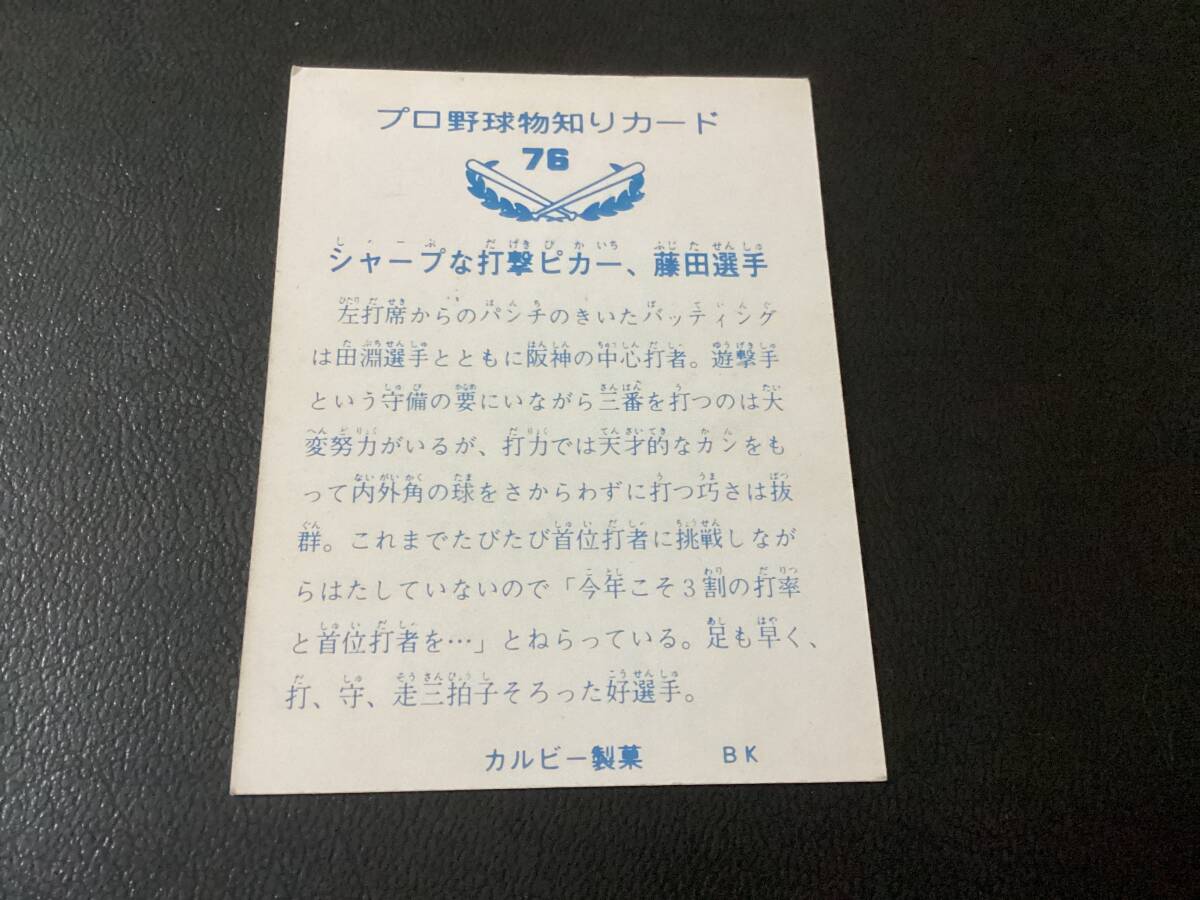 プロ野球物知りカード
76
シャープな打撃ピカ一、藤田選手
左打席からのパンチのきいたバッティング
は田淵選手とともに阪神の中心打者。遊撃手
という守備の要にいながら三番を打つのは大
変努力がいるが、打力では天才的なカンをも
って内外角の球をさからわずに打つ巧さは抜
群。これまでたびたび首位打者に挑戦しなが
らはたしていないので「今年こそ3割の打率
と首位打者を…」とねらっている。足も早く、
打、守、走三拍子そろった好選手。
カルビー製菓 BK